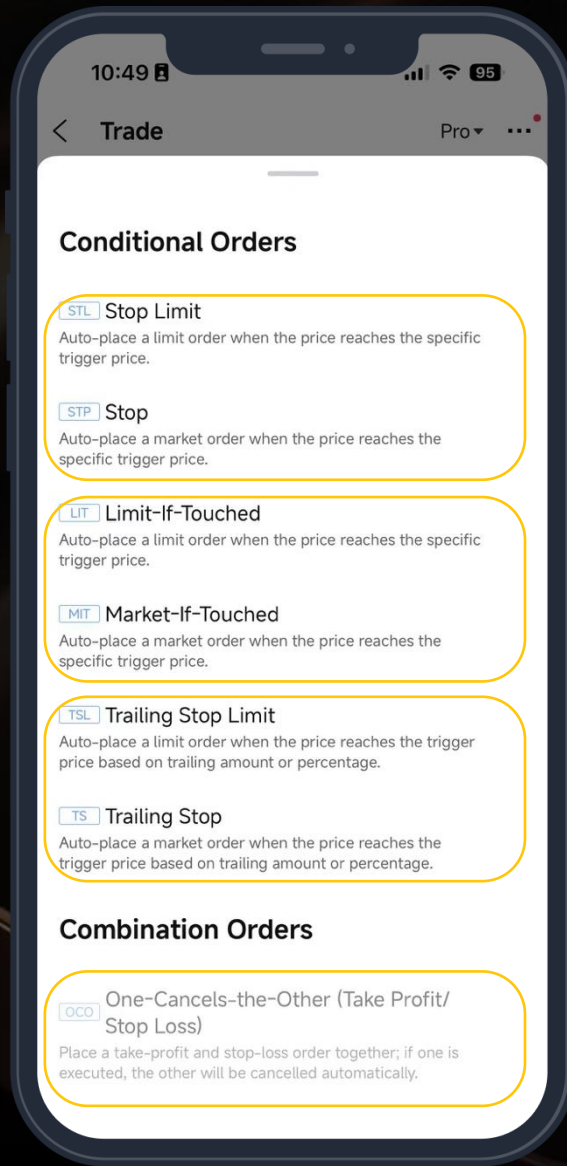 10:49
95
Trade
Pro
Conditional Orders
STL Stop Limit
Auto-place a limit order when the price reaches the specific
trigger price.
STP Stop
Auto-place a market order when the price reaches the
specific trigger price.
LIT Limit-If-Touched
Auto-place a limit order when the price reaches the specific
trigger price.
MIT Market-If-Touched
Auto-place a market order when the price reaches the
specific trigger price.
TSL Trailing Stop Limit
Auto-place a limit order when the price reaches the trigger
price based on trailing amount or percentage.
TS Trailing Stop
Auto-place a market order when the price reaches the
trigger price based on trailing amount or percentage.
Combination Orders
OCO One-Cancels-the-Other (Take Profit/
Stop Loss)
Place a take-profit and stop-loss order together; if one is
executed, the other will be cancelled automatically.